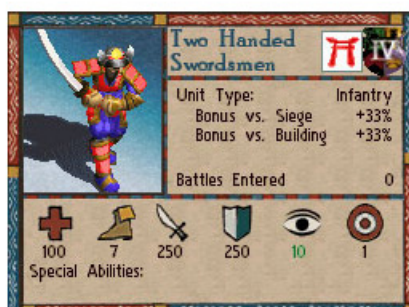 Two Handed
Swordsmen
IV
Unit Type: Infantry
Bonus vs. Siege +33%
Bonus vs. Building +33%
Battles Entered 0
100 7 250 250 10 1
Special Abilities: